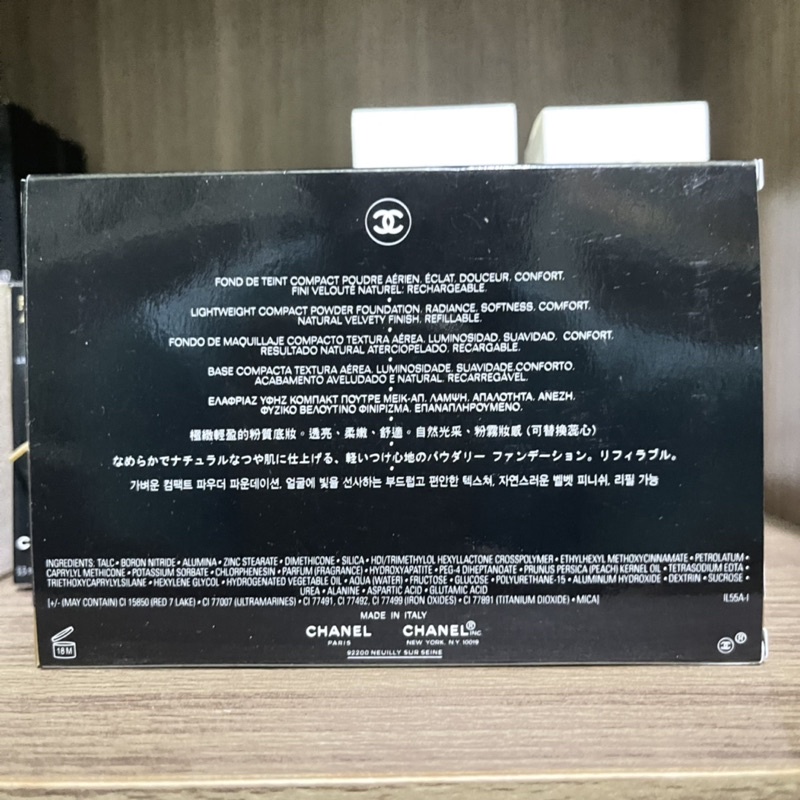 FOND DE TEINT COMPACT POUDRE AÉRIEN. ÉCLAT. DOUCEUR. CONFORT.
FINI VELOUTÉ NATUREL. RECHARGEABLE.
LIGHTWEIGHT COMPACT POWDER FOUNDATION. RADIANCE. SOFTNESS. COMFORT.
NATURAL VELVETY FINISH. REFILLABLE.
FONDO DE MAQUILLAJE COMPACTO TEXTURA AÉREA. LUMINOSIDAD. SUAVIDAD. CONFORT.
RESULTADO NATURAL ATERCIOPELADO. RECARGABLE.
BASE COMPACTA TEXTURA AÉREA. LUMINOSIDADE. SUAVIDADE.CONFORTO.
ACABAMENTO AVELUDADO E NATURAL. RECARREGÁVEL.
ΕΛΑΦΡΙΑΣ ΥΦΗΣ ΚΟΜΠΑΚΤ ΠΟΥΤΡΕ ΜΕΙΚ-ΑΠ. ΛΑΜΨΗ. ΑΠΑΛΟΤΗΤΑ. ΑΝΕΣΗ.
ΦΥΣΙΚΟ ΒΕΛΟΥΤΙΝΟ ΦΙΝΙΡΙΣΜΑ. ΕΠΑΝΑΠΛΗΡΟΥΜΕΝΟ.
極緻輕盈的粉質底妝。透亮、柔嫩、舒適。自然光采、粉霧妝感 (可替換蕊心)
なめらかでナチュラルなつや肌に仕上げる、軽いつけ心地のパウダリー ファンデーション。リフィラブル。
가벼운 컴팩트 파우더 파운데이션, 얼굴에 빛을 선사하는 부드럽고 편안한 텍스처, 자연스러운 벨벳 피니쉬, 리필 가능
INGREDIENTS: TALC • BORON NITRIDE • ALUMINA • ZINC STEARATE • DIMETHICONE • SILICA • HDI/TRIMETHYLOL HEXYLLACTONE CROSSPOLYMER • ETHYLHEXYL METHOXYCINNAMATE • PETROLATUM •
CAPRYLYL METHICONE • POTASSIUM SORBATE • CHLORPHENESIN • PARFUM (FRAGRANCE) • HYDROXYAPATITE • PEG-4 DIHEPTANOATE • PRUNUS PERSICA (PEACH) KERNEL OIL • TETRASODIUM EDTA •
TRIETHOXYCAPRYLYLSILANE • HEXYLENE GLYCOL • HYDROGENATED VEGETABLE OIL • AQUA (WATER) • FRUCTOSE • GLUCOSE • POLYURETHANE-15 • ALUMINUM HYDROXIDE • DEXTRIN • SUCROSE •
UREA • ALANINE • ASPARTIC ACID • GLUTAMIC ACID
[+/- (MAY CONTAIN) CI 15850 (RED 7 LAKE) • CI 77007 (ULTRAMARINES) • CI 77491, CI 77492, CI 77499 (IRON OXIDES) • CI 77891 (TITANIUM DIOXIDE) • MICA] IL55A-I
MADE IN ITALY
CHANEL CHANEL® INC.
PARIS NEW YORK, N.Y. 10019
92200 NEUILLY SUR SEINE
18 M
®